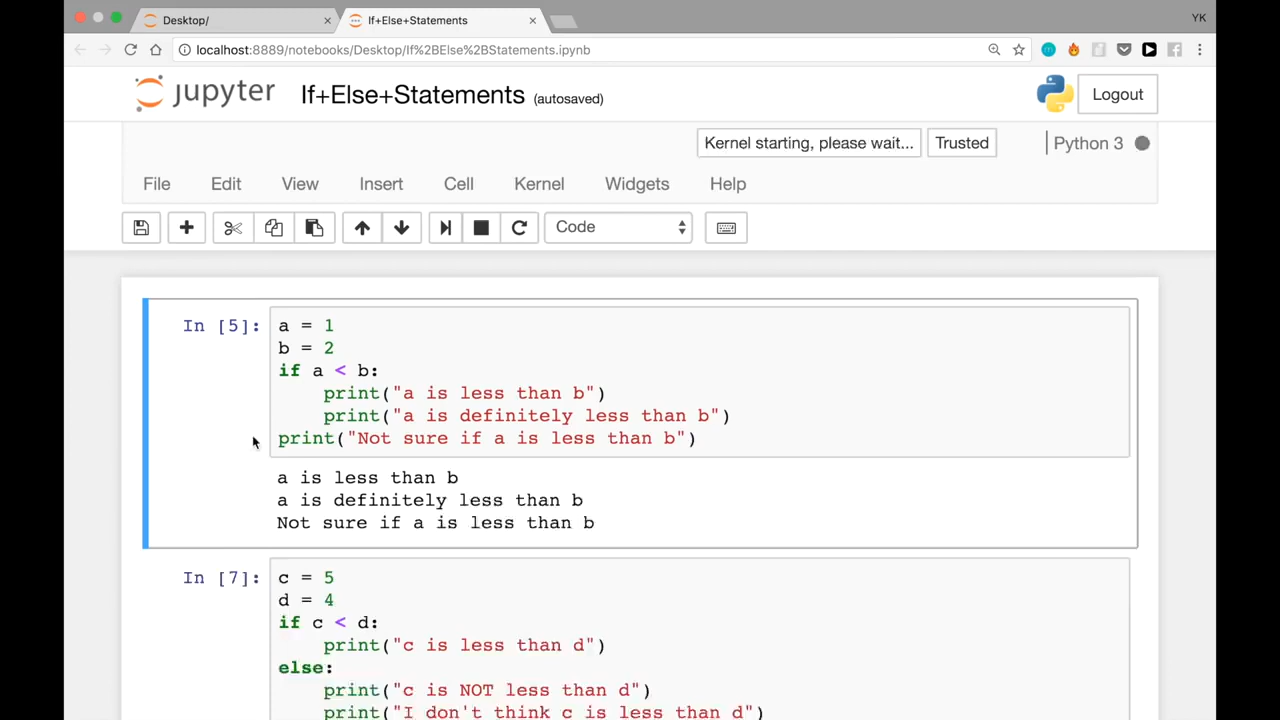 Desktop/
If+Else+Statements
YK
localhost:8889/notebooks/Desktop/If%2BElse%2BStatements.ipynb
jupyter If+Else+Statements (autosaved)
Logout
Kernel starting, please wait... Trusted Python 3
File Edit View Insert Cell Kernel Widgets Help
Code
In [5]: a = 1
b = 2
if a < b:
    print("a is less than b")
    print("a is definitely less than b")
print("Not sure if a is less than b")
a is less than b
a is definitely less than b
Not sure if a is less than b
In [7]: c = 5
d = 4
if c < d:
    print("c is less than d")
else:
    print("c is NOT less than d")
    print("I don't think c is less than d")